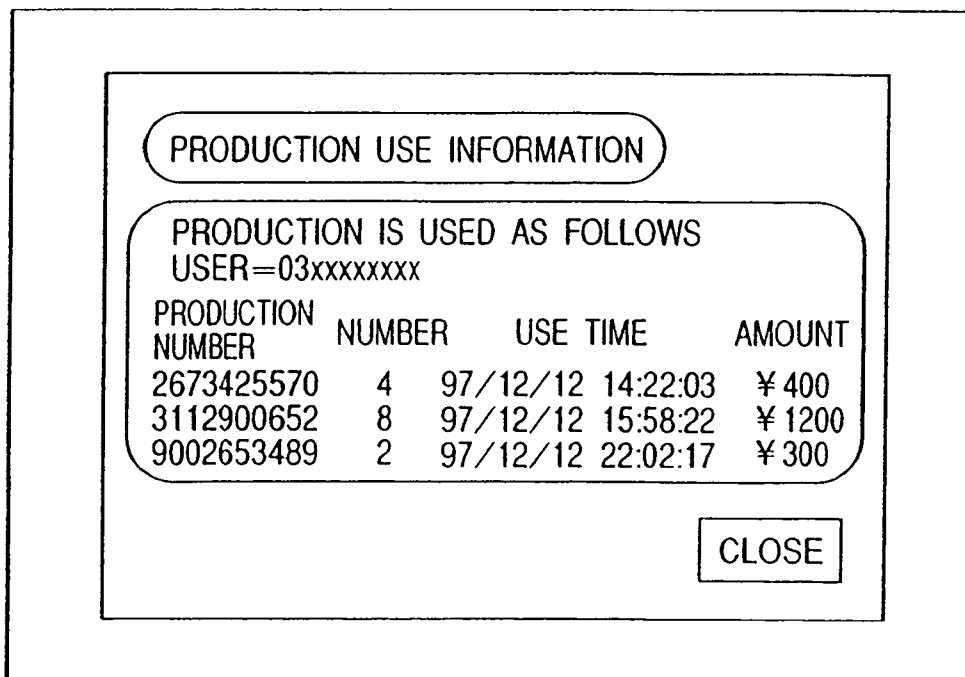 PRODUCTION USE INFORMATION
PRODUCTION IS USED AS FOLLOWS
USER=03xxxxxxxx
PRODUCTION NUMBER NUMBER USE TIME AMOUNT
2673425570 4 97/12/12 14:22:03 ¥400
3112900652 8 97/12/12 15:58:22 ¥1200
9002653489 2 97/12/12 22:02:17 ¥300
CLOSE